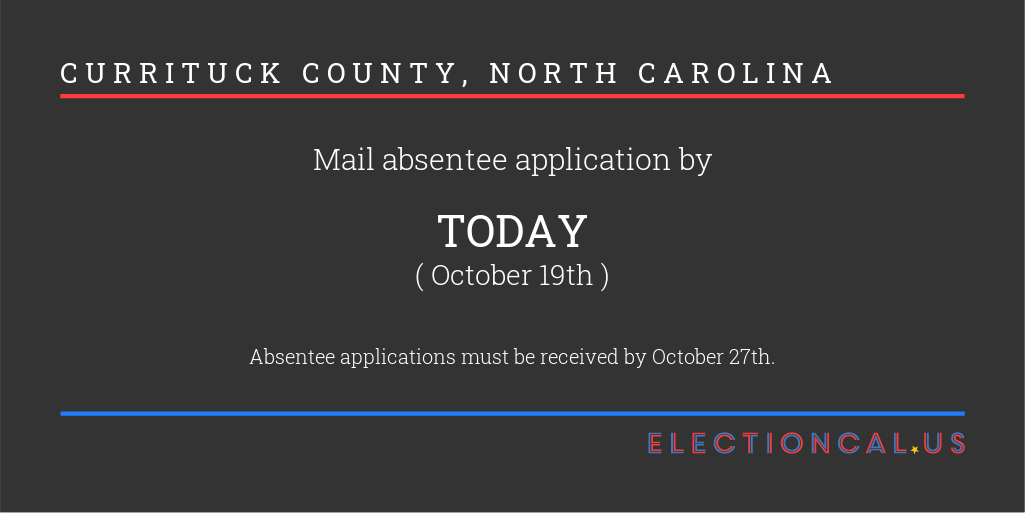 CURRITUCK COUNTY, NORTH CAROLINA
Mail absentee application by
TODAY
( October 19th )
Absentee applications must be received by October 27th.
ELECTIONCAL.US